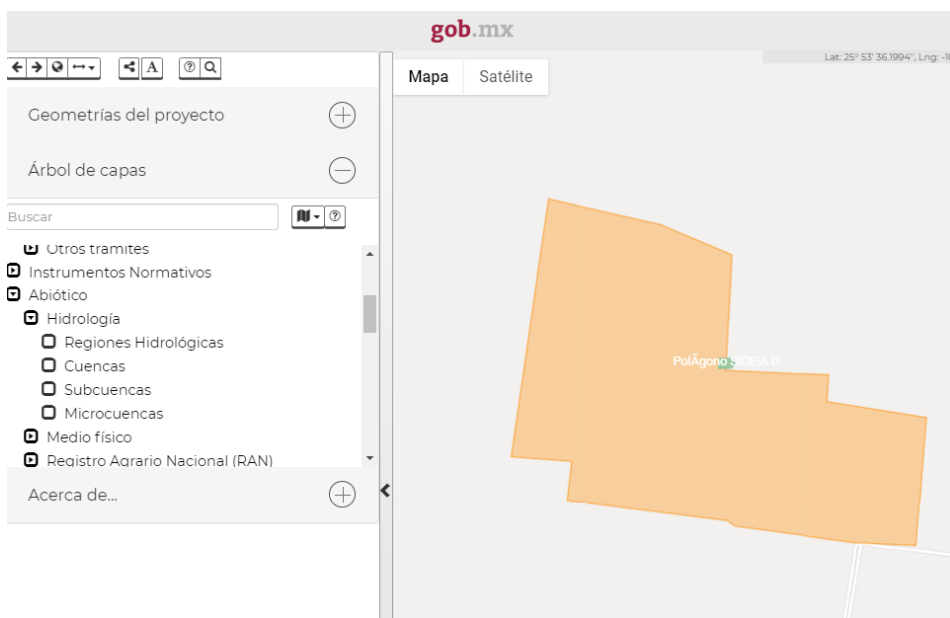 gob.mx
Lat: 25° 53' 36.1994", Lng: -10
A
Mapa
Satélite
Geometrías del proyecto
Árbol de capas
Buscar
Otros tramites
Instrumentos Normativos
Abiótico
Hidrología
Regiones Hidrológicas
Cuencas
Subcuencas
Microcuencas
Medio físico
Registro Agrario Nacional (RAN)
Acerca de...
PolÃgono SIGEIA 0